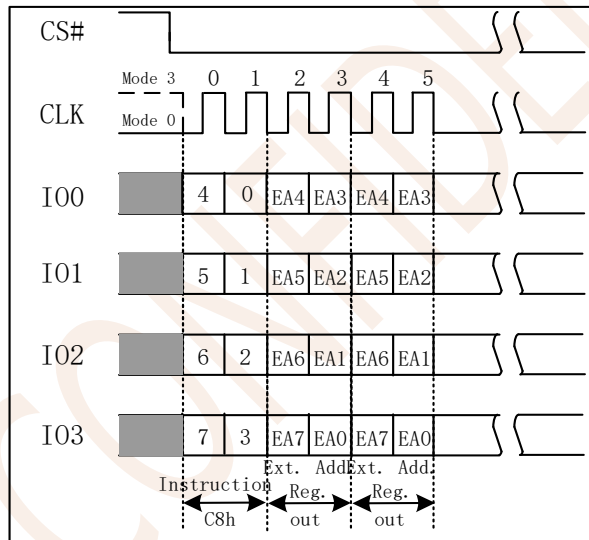 CS#
Mode 3 0 1 2 3 4 5
CLK
Mode 0
IO0 4 0 EA4 EA3 EA4 EA3
IO1 5 1 EA5 EA2 EA5 EA2
IO2 6 2 EA6 EA1 EA6 EA1
IO3 7 3 EA7 EA0 EA7 EA0
Ext. Add. Ext. Add.
Instruction Reg. Reg.
C8h out out
CONFIDE